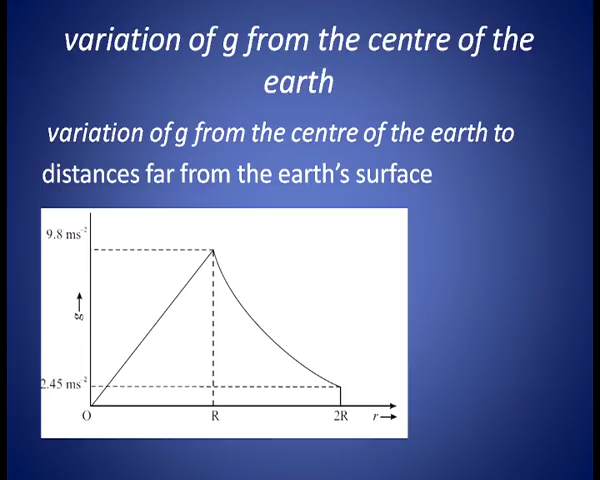 variation of g from the centre of the
earth
variation of g from the centre of the earth to
distances far from the earth's surface
9.8 ms⁻²
g→
2.45 ms⁻²
O R 2R r→